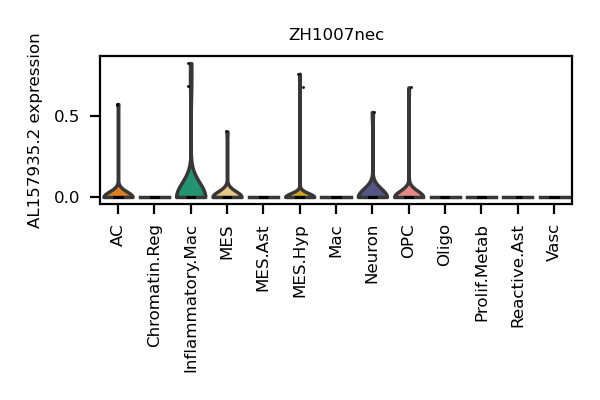 ZH1007nec
AL157935.2 expression
0.5
0.0
AC
Chromatin.Reg
Inflammatory.Mac
MES
MES.Ast
MES.Hyp
Mac
Neuron
OPC
Oligo
Prolif.Metab
Reactive.Ast
Vasc